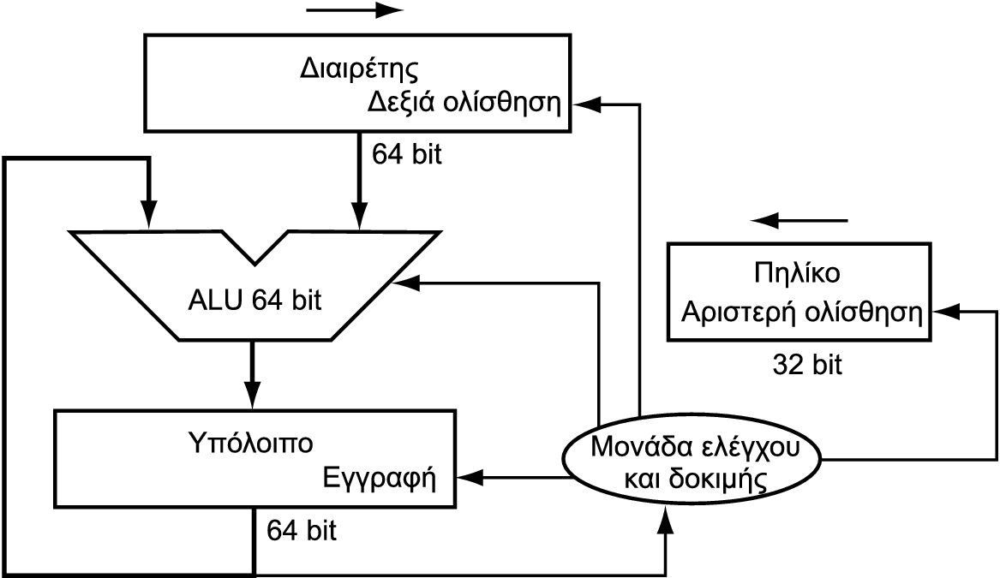 Διαιρέτης
Δεξιά ολίσθηση
64 bit
ALU 64 bit
Πηλίκο
Αριστερή ολίσθηση
32 bit
Υπόλοιπο
Εγγραφή
64 bit
Μονάδα ελέγχου
και δοκιμής